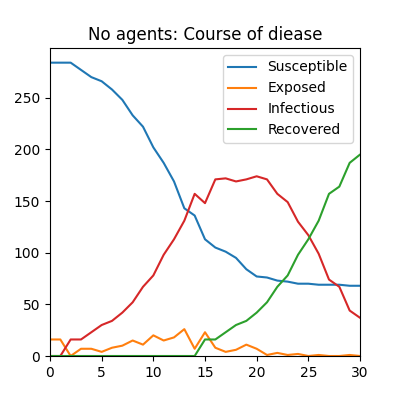 No agents: Course of diease
Susceptible
Exposed
Infectious
Recovered
250
200
150
100
50
0
0 5 10 15 20 25 30